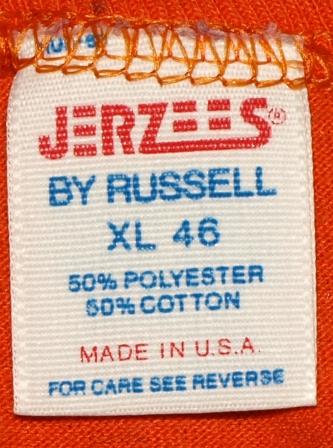 JERZEES®
BY RUSSELL
XL 46
50% POLYESTER
50% COTTON
MADE IN U.S.A.
FOR CARE SEE REVERSE